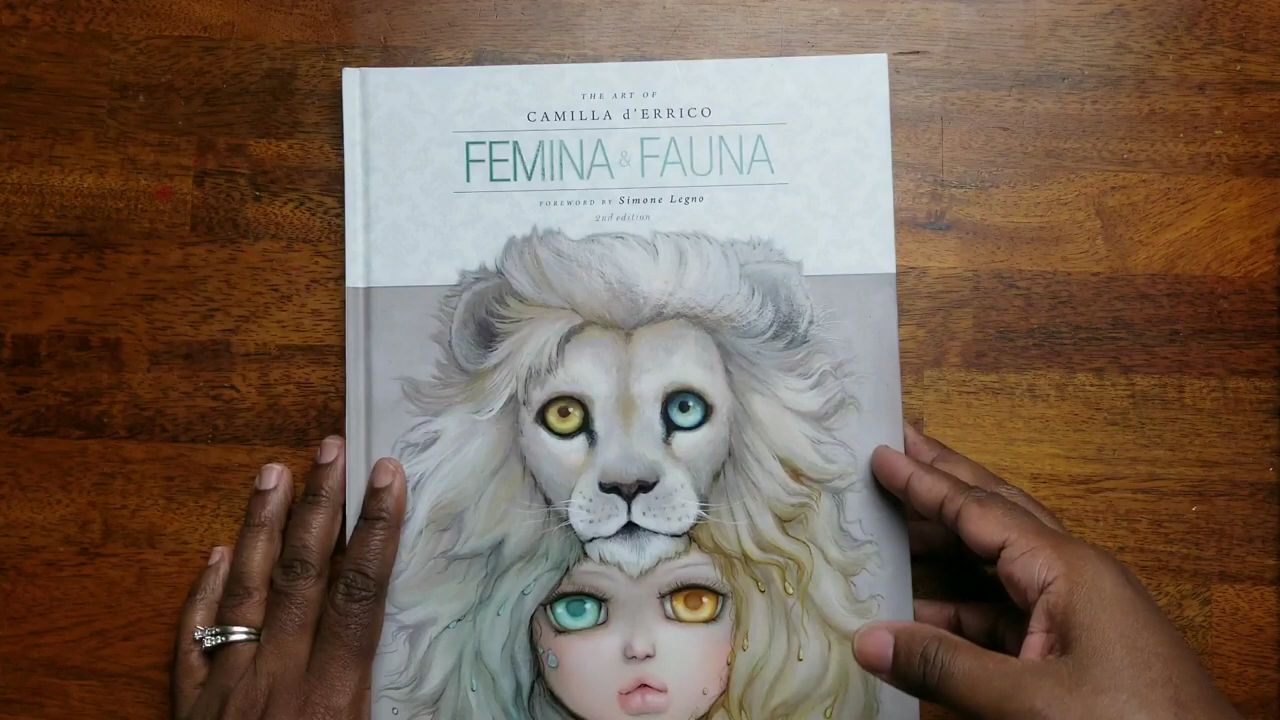 THE ART OF
CAMILLA d'ERRICO
FEMINA & FAUNA
FOREWORD BY Simone Legno
2nd edition